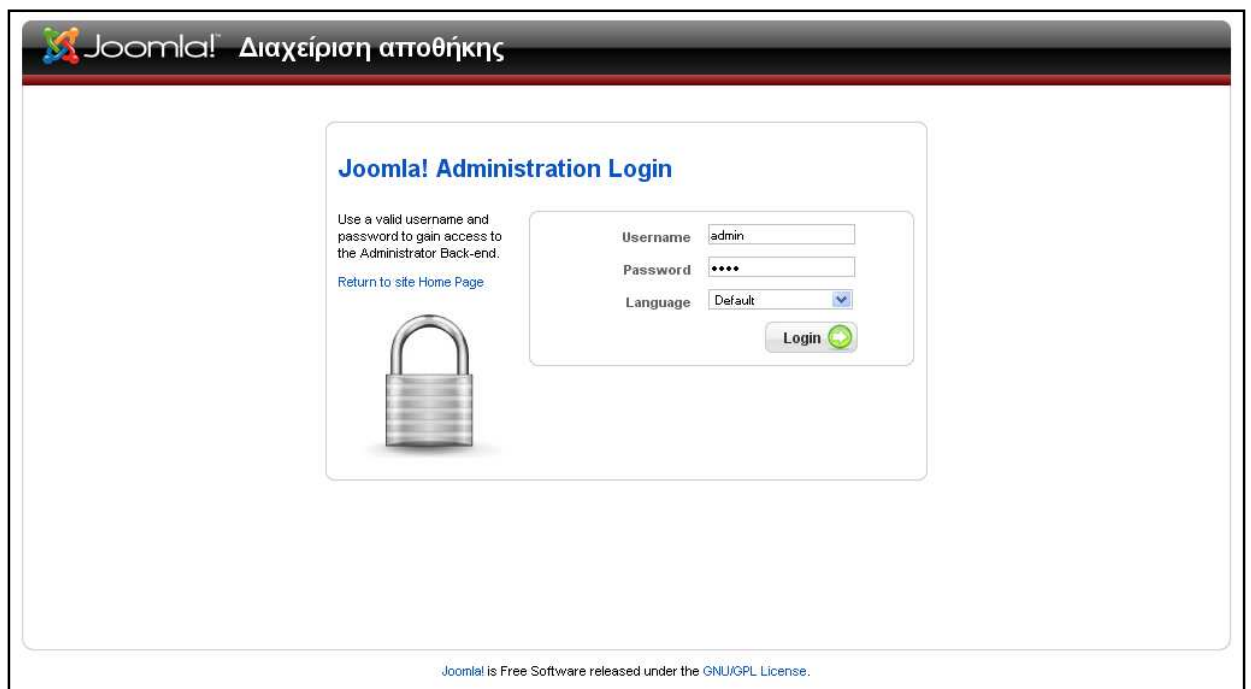 Joomla!™ Διαχείριση αποθήκης
Joomla! Administration Login
Use a valid username and
password to gain access to
the Administrator Back-end.
Return to site Home Page
Username admin
Password ••••
Language Default
Login
Joomla! is Free Software released under the GNU/GPL License.